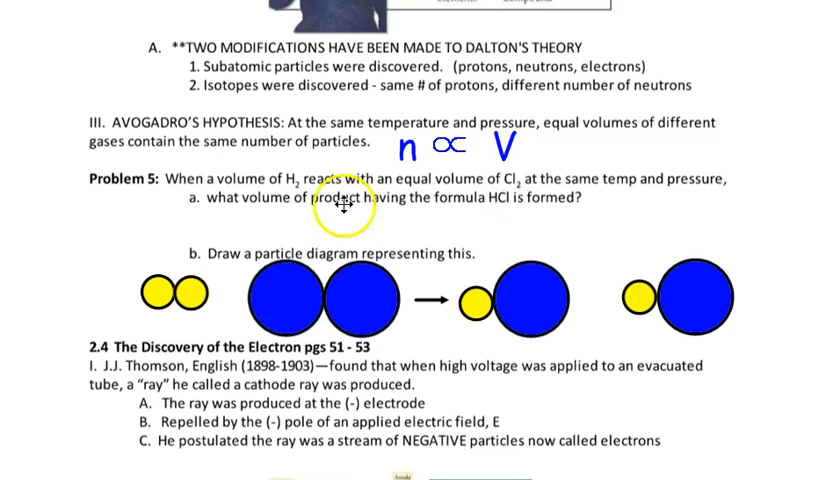 A. **TWO MODIFICATIONS HAVE BEEN MADE TO DALTON'S THEORY
1. Subatomic particles were discovered. (protons, neutrons, electrons)
2. Isotopes were discovered - same # of protons, different number of neutrons
III. AVOGADRO'S HYPOTHESIS: At the same temperature and pressure, equal volumes of different
gases contain the same number of particles. n ∝ V
Problem 5: When a volume of H₂ reacts with an equal volume of Cl₂ at the same temp and pressure,
a. what volume of product having the formula HCl is formed?
b. Draw a particle diagram representing this.
2.4 The Discovery of the Electron pgs 51 - 53
I. J.J. Thomson, English (1898-1903)—found that when high voltage was applied to an evacuated
tube, a "ray" he called a cathode ray was produced.
A. The ray was produced at the (-) electrode
B. Repelled by the (-) pole of an applied electric field, E
C. He postulated the ray was a stream of NEGATIVE particles now called electrons